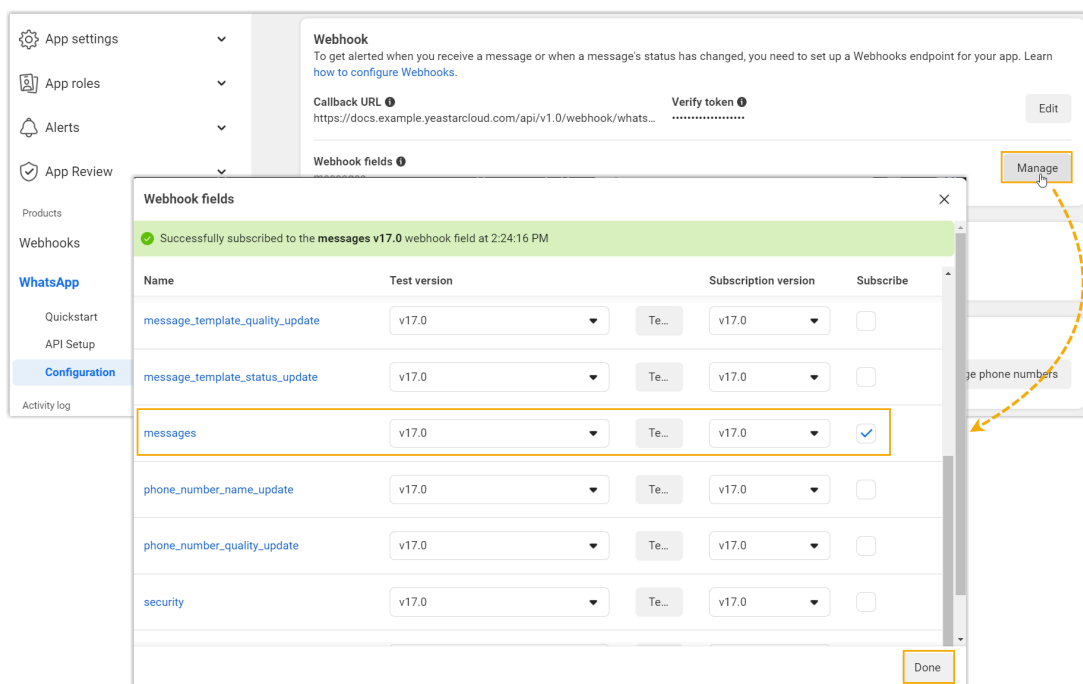 App settings
App roles
Alerts
App Review
Products
Webhooks
WhatsApp
Quickstart
API Setup
Configuration
Activity log
Webhook
To get alerted when you receive a message or when a message's status has changed, you need to set up a Webhooks endpoint for your app. Learn
how to configure Webhooks.
Callback URL
Verify token
https://docs.example.yeastarcloud.com/api/v1.0/webhook/whats...
•••••••••••••••••••
Edit
Webhook fields
Manage
phone numbers
Webhook fields
Successfully subscribed to the messages v17.0 webhook field at 2:24:16 PM
Name Test version Subscription version Subscribe
message_template_quality_update v17.0 Te... v17.0
message_template_status_update v17.0 Te... v17.0
messages v17.0 Te... v17.0
phone_number_name_update v17.0 Te... v17.0
phone_number_quality_update v17.0 Te... v17.0
security v17.0 Te... v17.0
Done